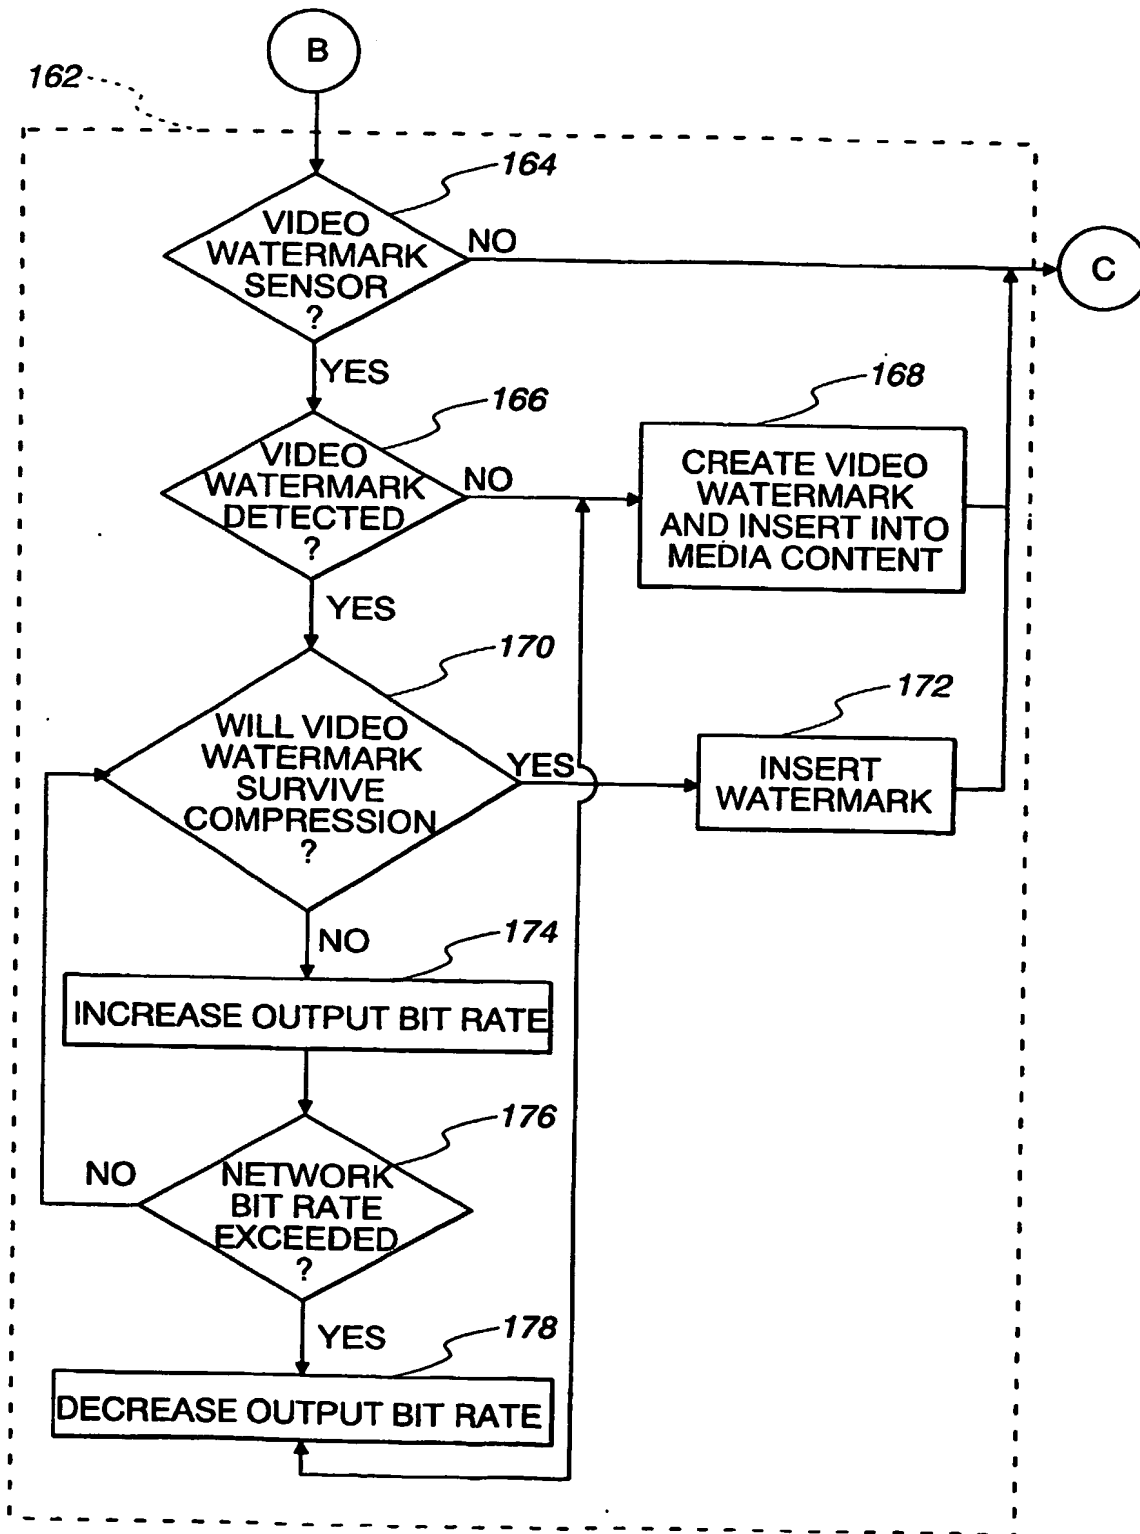 B
162
164
VIDEO
WATERMARK
SENSOR
?
NO
C
YES
166
168
VIDEO
WATERMARK
DETECTED
?
NO
CREATE VIDEO
WATERMARK
AND INSERT INTO
MEDIA CONTENT
YES
170
172
WILL VIDEO
WATERMARK
SURVIVE
COMPRESSION
?
YES
INSERT
WATERMARK
NO
174
INCREASE OUTPUT BIT RATE
176
NO
NETWORK
BIT RATE
EXCEEDED
?
YES
178
DECREASE OUTPUT BIT RATE